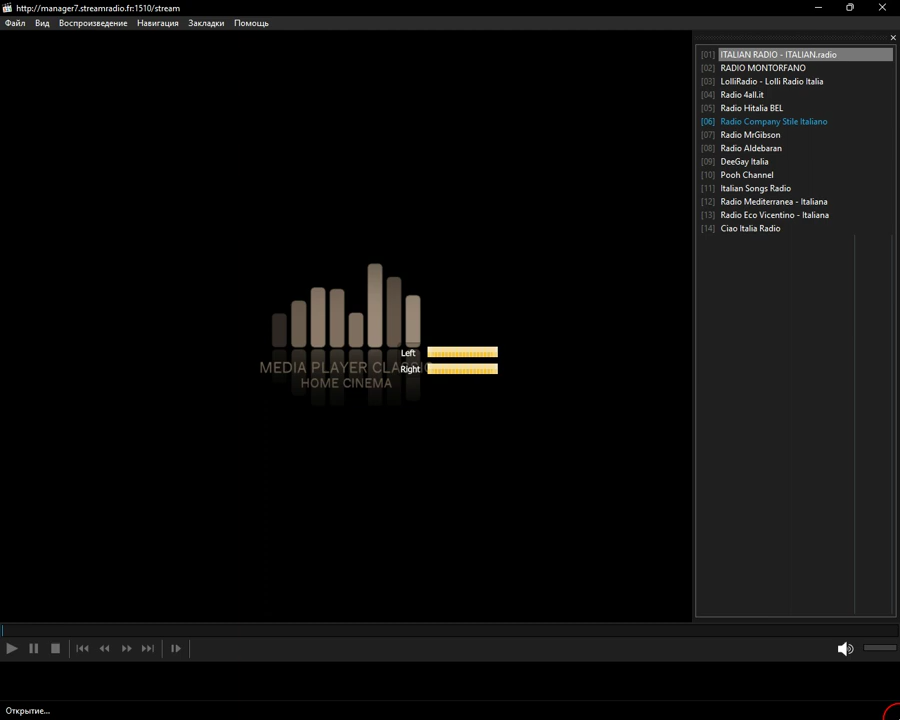 http://manager7.streamradio.fr:1510/stream
Файл Вид Воспроизведение Навигация Закладки Помощь
[01] ITALIAN RADIO - ITALIAN.radio
[02] RADIO MONTORFANO
[03] LolliRadio - Lolli Radio Italia
[04] Radio 4all.it
[05] Radio Hitalia BEL
[06] Radio Company Stile Italiano
[07] Radio MrGibson
[08] Radio Aldebaran
[09] DeeGay Italia
[10] Pooh Channel
[11] Italian Songs Radio
[12] Radio Mediterranea - Italiana
[13] Radio Eco Vicentino - Italiana
[14] Ciao Italia Radio
Left
MEDIA PLAYER CLASSIC
Right
HOME CINEMA
Открытие...